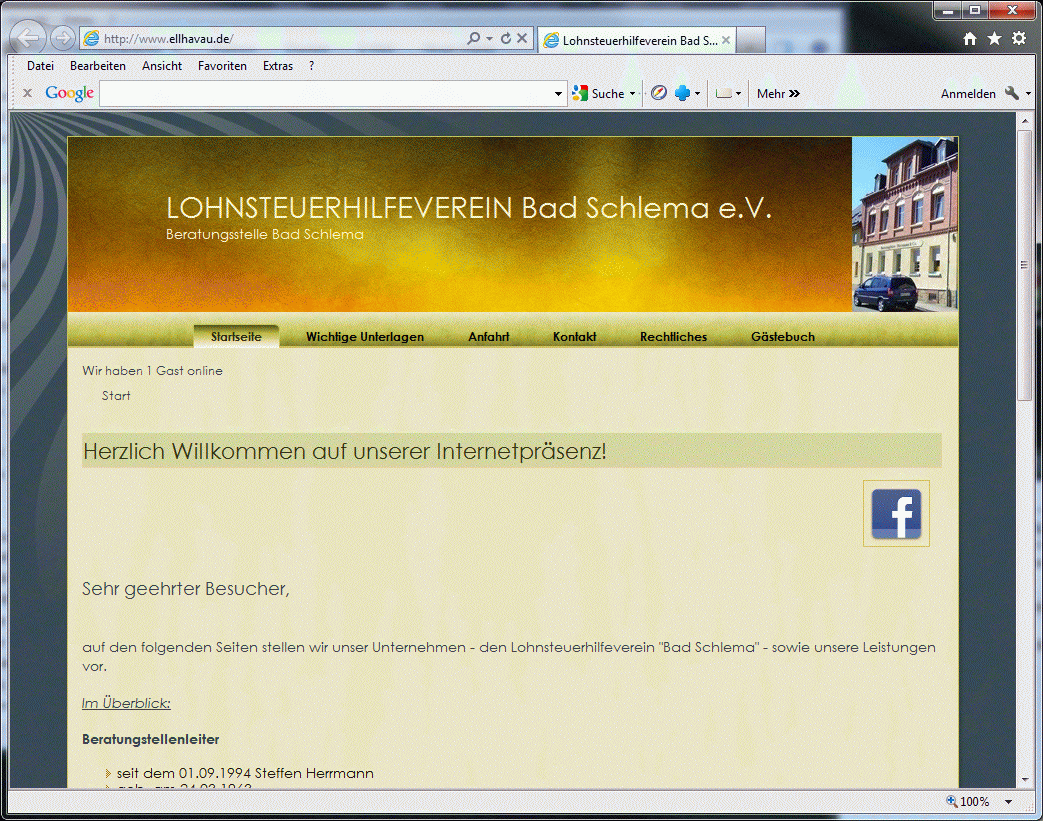 http://www.ellhavau.de/
Lohnsteuerhilfeverein Bad S...
Datei Bearbeiten Ansicht Favoriten Extras ?
Google Suche Mehr Anmelden
LOHNSTEUERHILFEVEREIN Bad Schlema e.V.
Beratungsstelle Bad Schlema
Startseite Wichtige Unterlagen Anfahrt Kontakt Rechtliches Gästebuch
Wir haben 1 Gast online
Start
Herzlich Willkommen auf unserer Internetpräsenz!
f
Sehr geehrter Besucher,
auf den folgenden Seiten stellen wir unser Unternehmen - den Lohnsteuerhilfeverein "Bad Schlema" - sowie unsere Leistungen
vor.
Im Überblick:
Beratungstellenleiter
seit dem 01.09.1994 Steffen Herrmann
100%